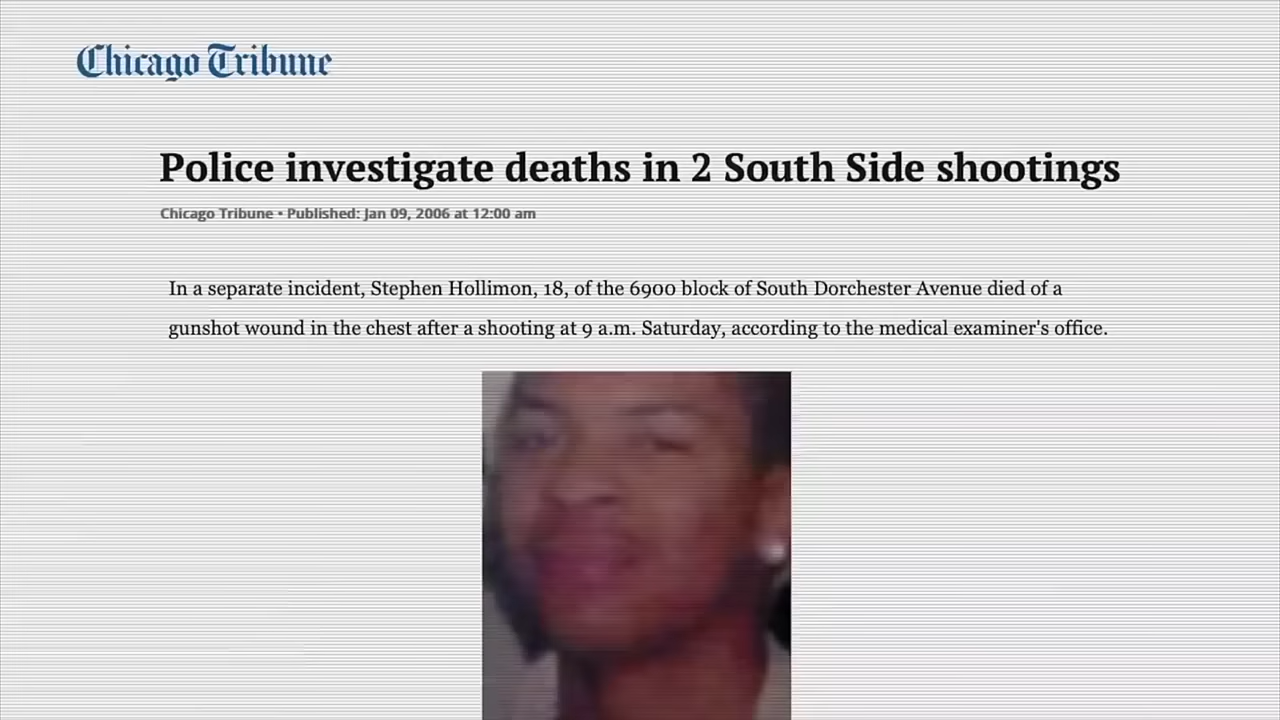 Chicago Tribune
Police investigate deaths in 2 South Side shootings
Chicago Tribune • Published: Jan 09, 2006 at 12:00 am
In a separate incident, Stephen Hollimon, 18, of the 6900 block of South Dorchester Avenue died of a
gunshot wound in the chest after a shooting at 9 a.m. Saturday, according to the medical examiner's office.